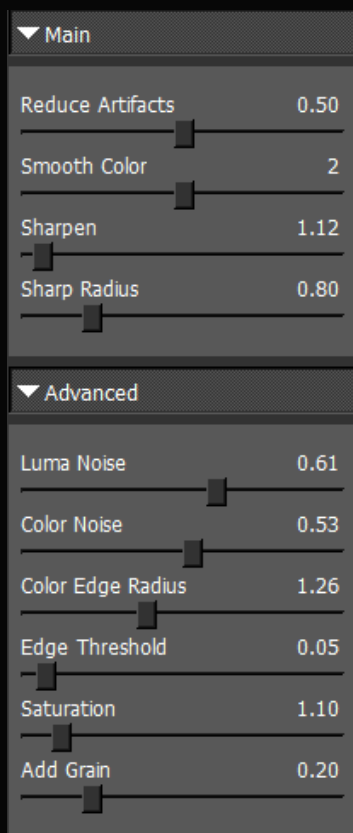 Main
Reduce Artifacts 0.50
Smooth Color 2
Sharpen 1.12
Sharp Radius 0.80
Advanced
Luma Noise 0.61
Color Noise 0.53
Color Edge Radius 1.26
Edge Threshold 0.05
Saturation 1.10
Add Grain 0.20